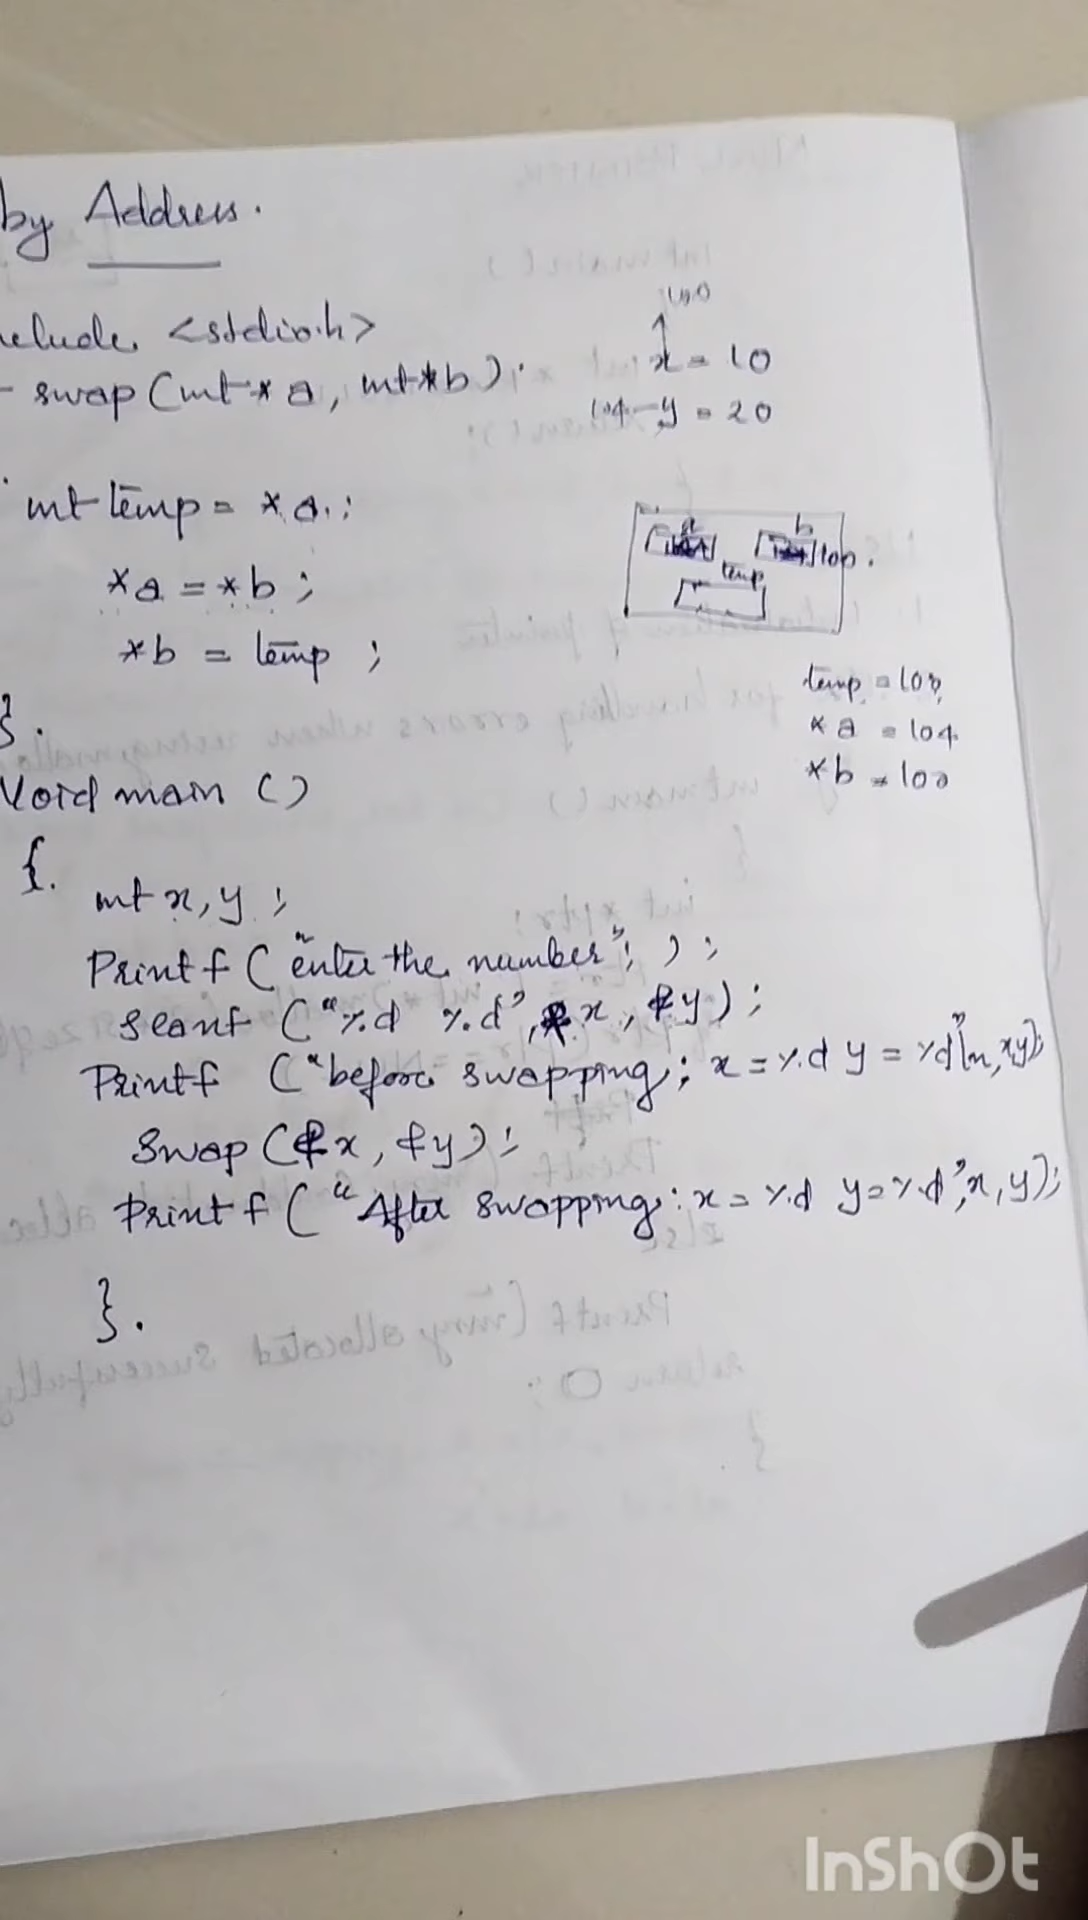 by Address.
nclude <stdio.h>
swap (int * a, int * b)
100
x = 10
104 - y = 20
int temp = *a;
*a = *b ;
*b = temp ;
}.
a b
100.
temp
temp = 100
*a = 104
*b = 100
Void main ()
{.
int x, y ;
Printf ( "enter the number"; ) ;
Scanf ( "%d %d", &x, &y ) ;
Printf ( "before swapping; x = %d y = %d"\n, x,y);
Swap ( &x, &y ) ;
Printf ( "After swapping: x = %d y = %d", x, y);
}.
InShOt